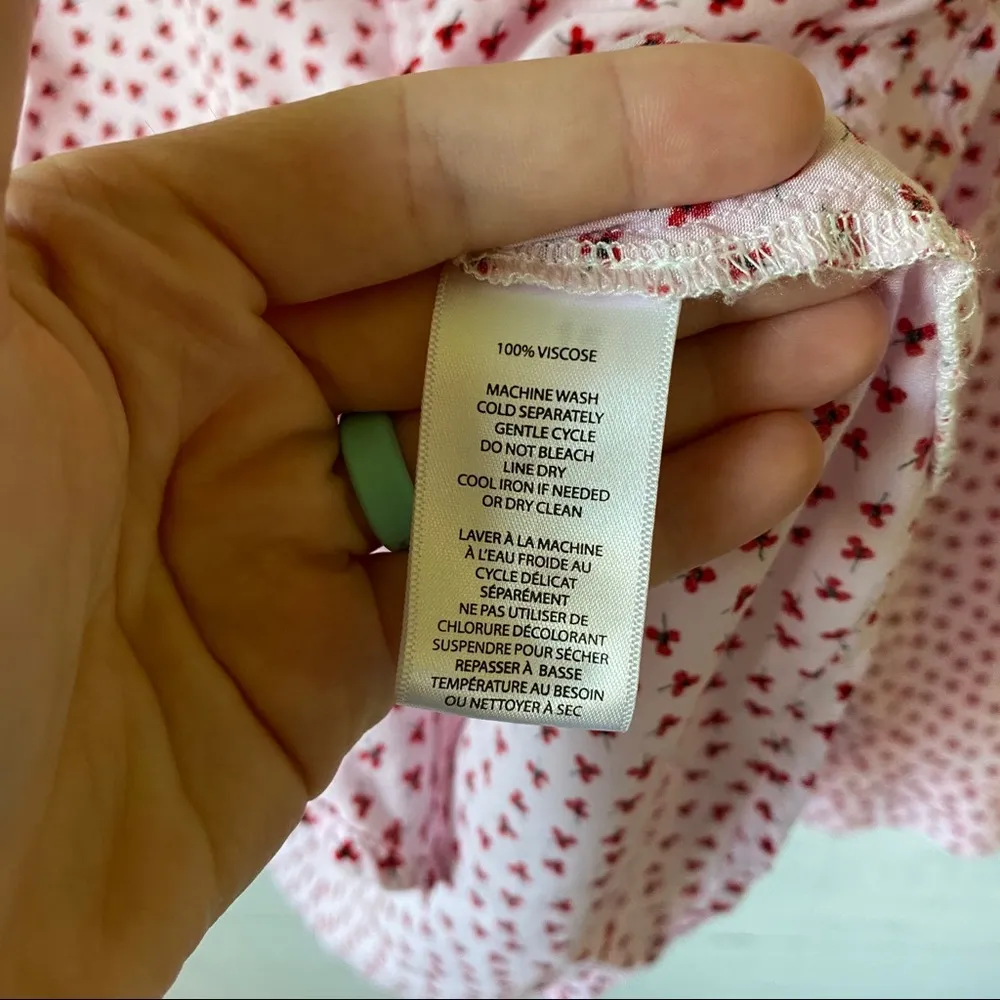 100% VISCOSE
MACHINE WASH
COLD SEPARATELY
GENTLE CYCLE
DO NOT BLEACH
LINE DRY
COOL IRON IF NEEDED
OR DRY CLEAN
LAVER À LA MACHINE
À L'EAU FROIDE AU
CYCLE DÉLICAT
SÉPARÉMENT
NE PAS UTILISER DE
CHLORURE DÉCOLORANT
SUSPENDRE POUR SÉCHER
REPASSER À BASSE
TEMPÉRATURE AU BESOIN
OU NETTOYER À SEC